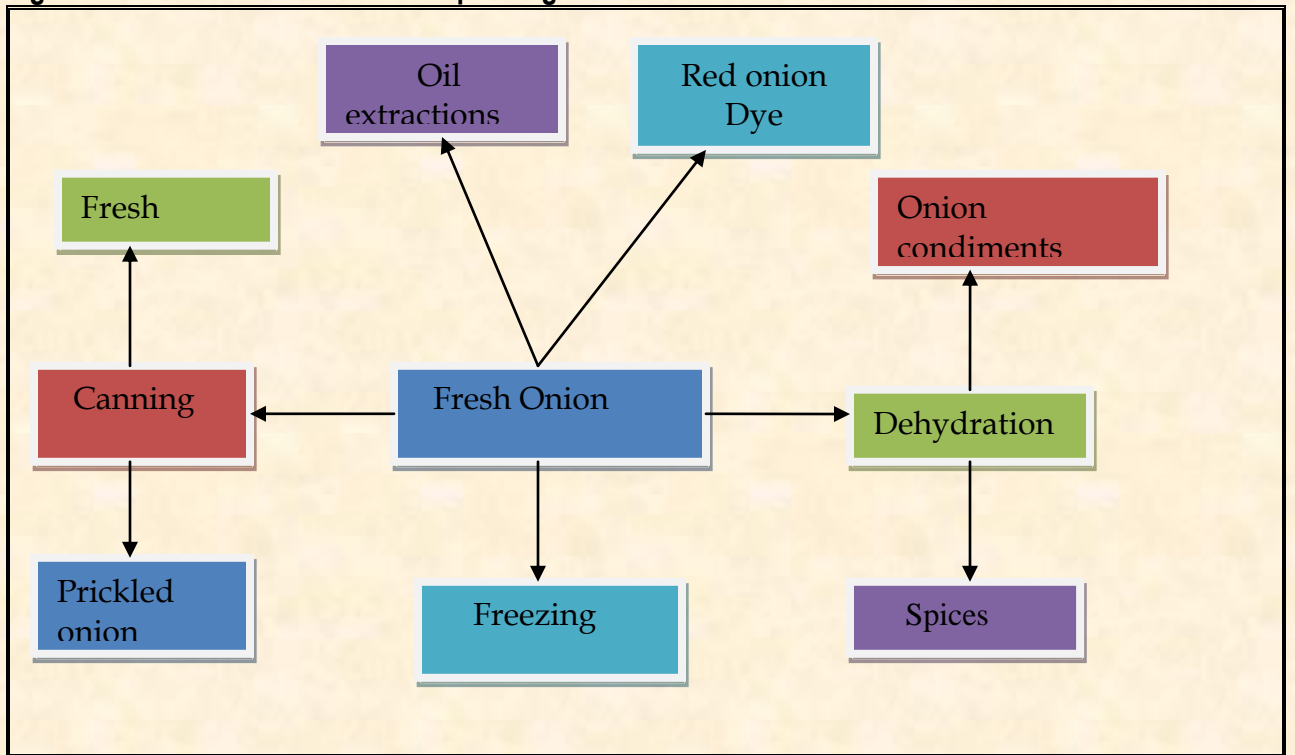 Oil
extractions
Red onion
Dye
Fresh
Onion
condiments
Canning
Fresh Onion
Dehydration
Prickled
onion
Freezing
Spices